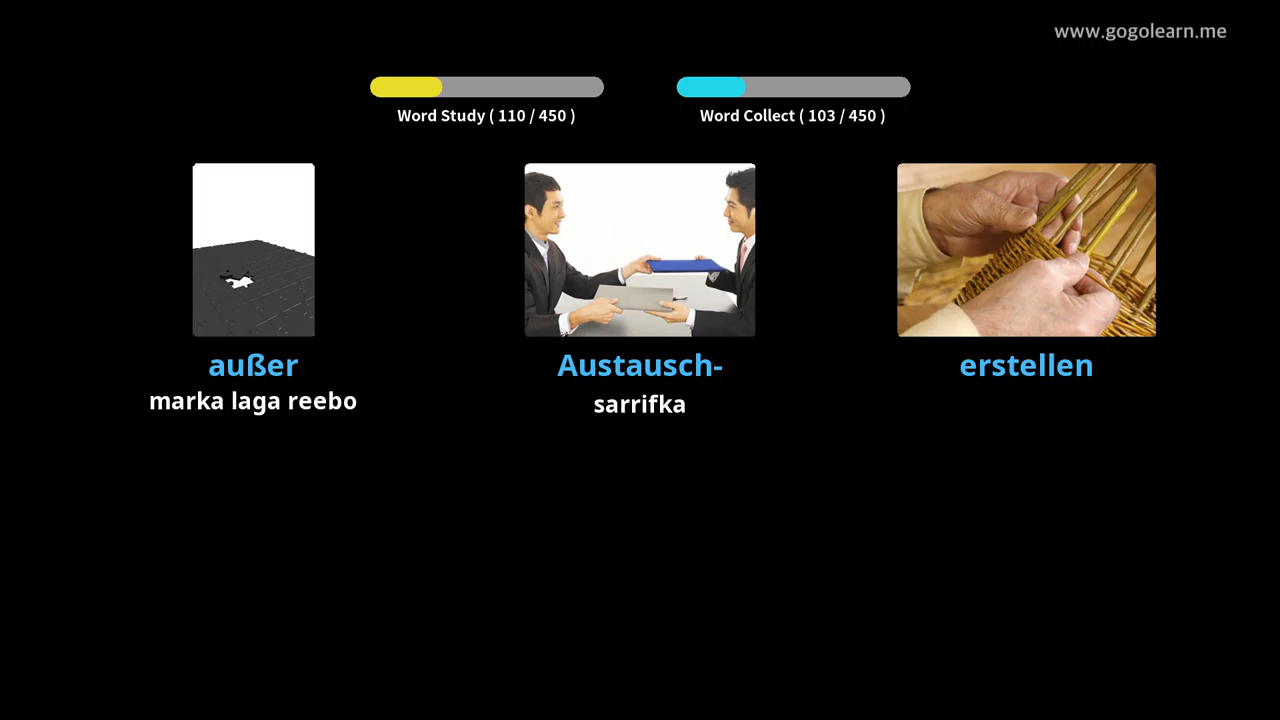 www.gogolearn.me
Word Study ( 110 / 450 )
Word Collect ( 103 / 450 )
außer
Austausch-
erstellen
marka laga reebo
sarrifka